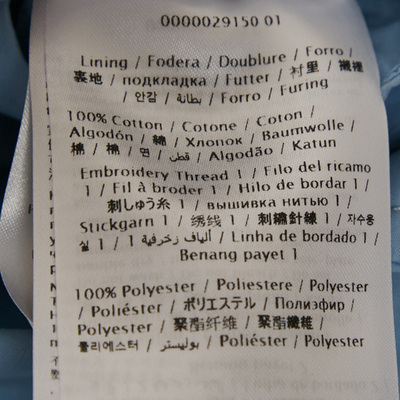 0000029150 01
Lining / Fodera / Doublure / Forro /
裏地 / подкладка / Futter / 衬里 / 襯裡
/ 안감 / بطانة / Forro / Furing
100% Cotton / Cotone / Coton /
Algodón / 綿 / Хлопок / Baumwolle /
棉 / 棉 / 면 / قطن / Algodão / Katun
Embroidery Thread 1 / Filo del ricamo
1 / Fil à broder 1 / Hilo de bordar 1 /
刺しゅう糸 1 / вышивка нитью 1 /
Stickgarn 1 / 绣线 1 / 刺繡針線 1 / 자수용
실 1 / ألياف زخرفية 1 / Linha de bordado 1 /
Benang payet 1
100% Polyester / Poliestere / Polyester
/ Poliéster / ポリエステル / Полиэфир /
Polyester / 聚酯纤维 / 聚酯纖維 /
폴리에스터 / بوليستر / Poliéster / Polyester